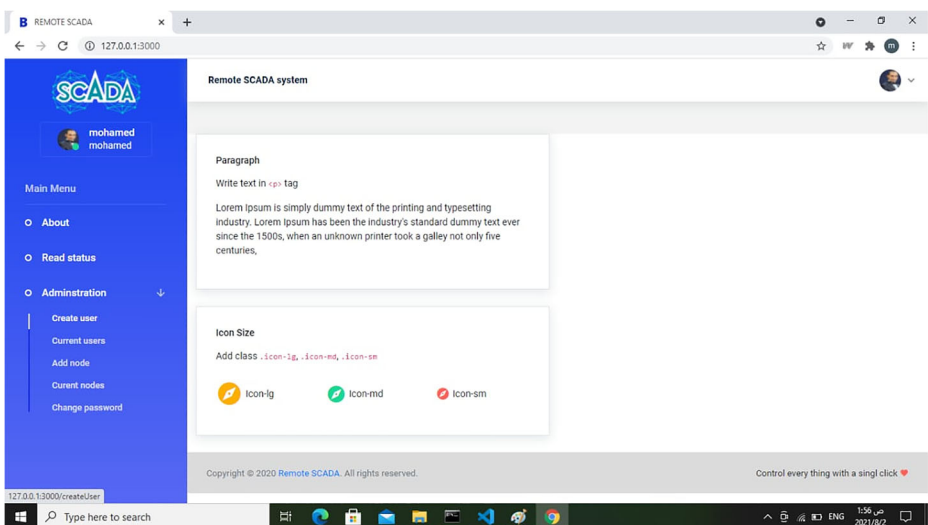 REMOTE SCADA
127.0.0.1:3000
SCADA
Remote SCADA system
mohamed
mohamed
Main Menu
About
Read status
Adminstration
Create user
Current users
Add node
Curent nodes
Change password
Paragraph
Write text in <p> tag
Lorem Ipsum is simply dummy text of the printing and typesetting
industry. Lorem Ipsum has been the industry's standard dummy text ever
since the 1500s, when an unknown printer took a galley not only five
centuries,
Icon Size
Add class .icon-lg, .icon-md, .icon-sm
Icon-lg Icon-md Icon-sm
Copyright © 2020 Remote SCADA. All rights reserved. Control every thing with a singl click
127.0.0.1:3000/createUser
Type here to search
ENG
1:56 ص
2021/8/2